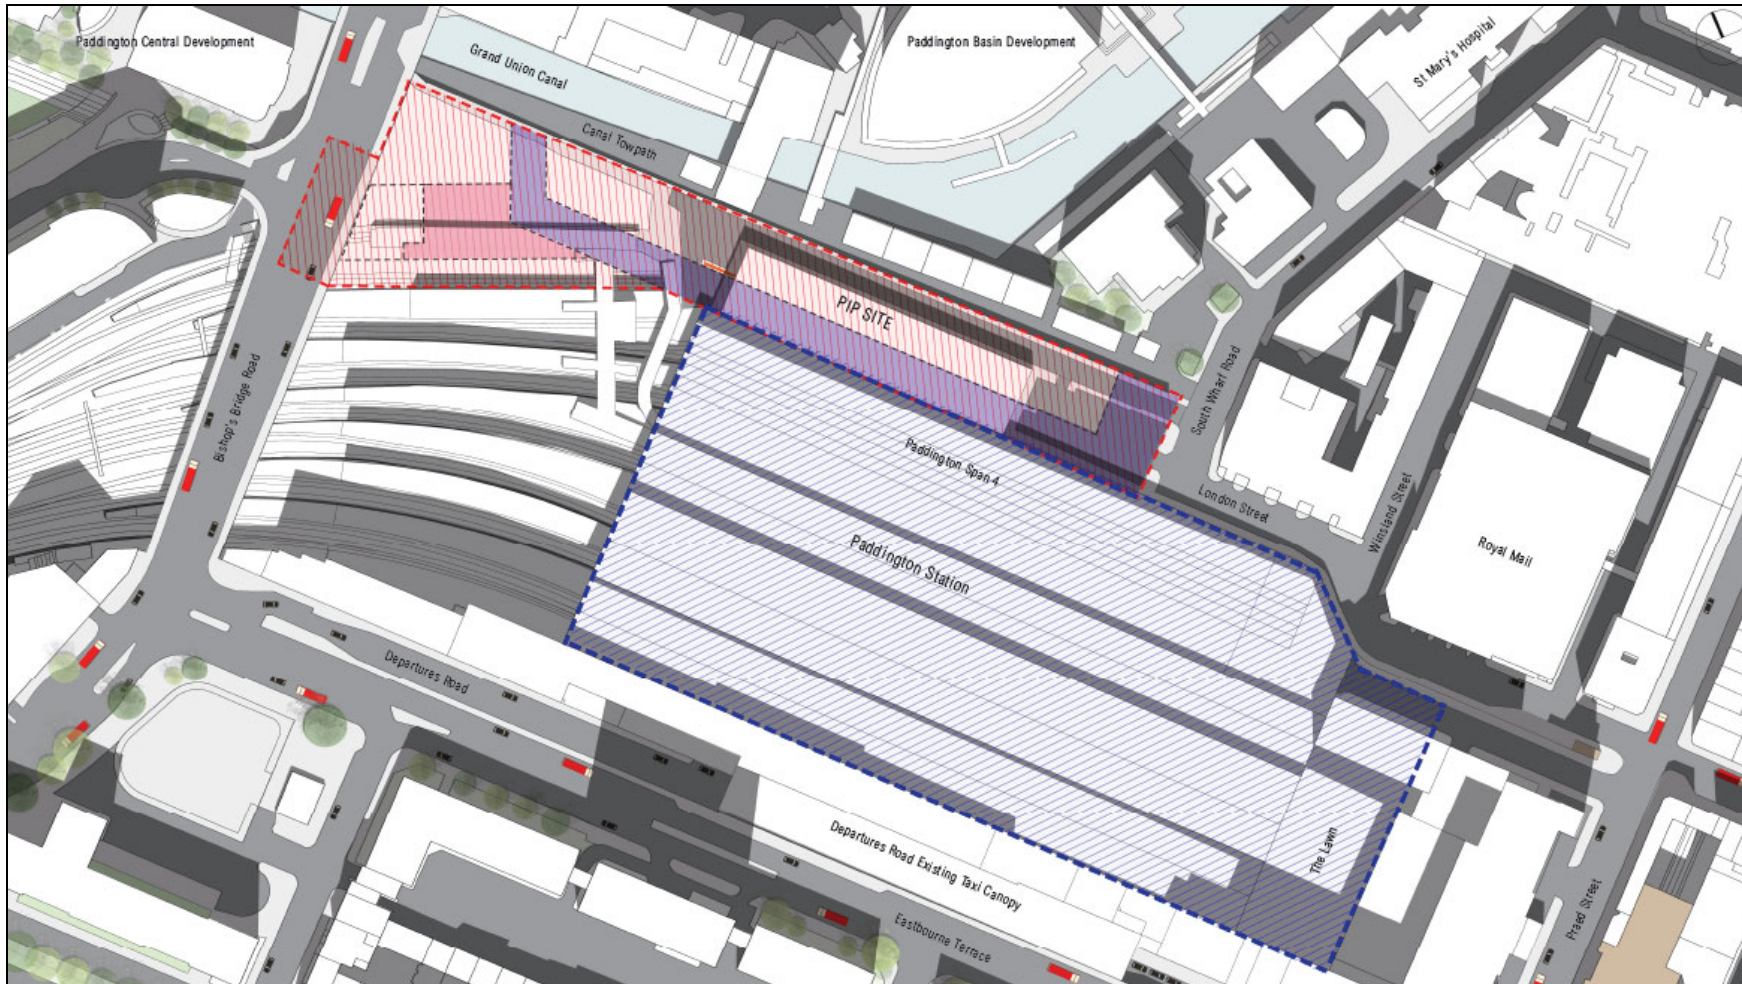 Paddington Central Development
Grand Union Canal
Paddington Basin Development
St Mary's Hospital
Canal Towpath
PIP SITE
Bishop's Bridge Road
South Wharf Road
Paddington Span 4
London Street
Winsland Street
Royal Mail
Paddington Station
Departures Road
Departures Road Existing Taxi Canopy
The Lawn
Eastbourne Terrace
Praed Street